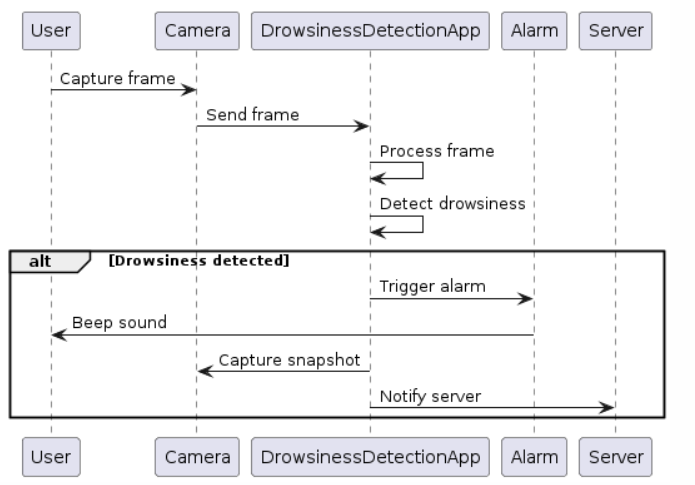 User Camera DrowsinessDetectionApp Alarm Server
Capture frame
Send frame
Process frame
Detect drowsiness
alt [Drowsiness detected]
Trigger alarm
Beep sound
Capture snapshot
Notify server
User Camera DrowsinessDetectionApp Alarm Server